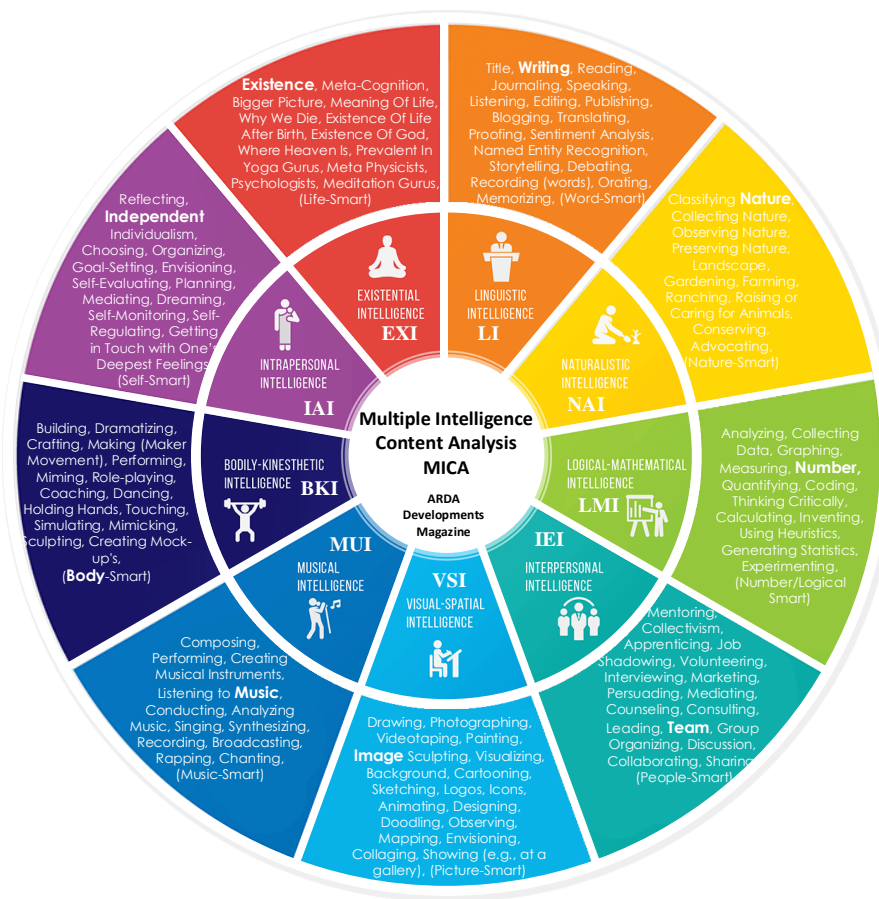 Multiple Intelligence
Content Analysis
MICA
ARDA
Developments
Magazine
Existence, Meta-Cognition,
Bigger Picture, Meaning Of Life,
Why We Die, Existence Of Life
After Birth, Existence Of God,
Where Heaven Is, Prevalent In
Yoga Gurus, Meta Physicists,
Psychologists, Meditation Gurus,
(Life-Smart)
EXISTENTIAL
INTELLIGENCE
EXI
Title, Writing, Reading,
Journaling, Speaking,
Listening, Editing, Publishing,
Blogging, Translating,
Proofing, Sentiment Analysis,
Named Entity Recognition,
Storytelling, Debating,
Recording (words), Orating,
Memorizing, (Word-Smart)
LINGUISTIC
INTELLIGENCE
LI
Classifying Nature,
Collecting Nature,
Observing Nature,
Preserving Nature,
Landscape,
Gardening, Farming,
Ranching, Raising or
Caring for Animals,
Conserving,
Advocating,
(Nature-Smart)
NATURALISTIC
INTELLIGENCE
NAI
Analyzing, Collecting
Data, Graphing,
Measuring, Number,
Quantifying, Coding,
Thinking Critically,
Calculating, Inventing,
Using Heuristics,
Generating Statistics,
Experimenting,
(Number/Logical
Smart)
LOGICAL-MATHEMATICAL
INTELLIGENCE
LMI
Mentoring,
Collectivism,
Apprenticing, Job
Shadowing, Volunteering,
Interviewing, Marketing,
Persuading, Mediating,
Counseling, Consulting,
Leading, Team, Group
Organizing, Discussion,
Collaborating, Sharing
(People-Smart)
IEI
INTERPERSONAL
INTELLIGENCE
Drawing, Photographing,
Videotaping, Painting,
Image Sculpting, Visualizing,
Background, Cartooning,
Sketching, Logos, Icons,
Animating, Designing,
Doodling, Observing,
Mapping, Envisioning,
Collaging, Showing (e.g., at a
gallery), (Picture-Smart)
VSI
VISUAL-SPATIAL
INTELLIGENCE
Composing,
Performing, Creating
Musical Instruments,
Listening to Music,
Conducting, Analyzing
Music, Singing, Synthesizing,
Recording, Broadcasting,
Rapping, Chanting,
(Music-Smart)
MUI
MUSICAL
INTELLIGENCE
Building, Dramatizing,
Crafting, Making (Maker
Movement), Performing,
Miming, Role-playing,
Coaching, Dancing,
Holding Hands, Touching,
Simulating, Mimicking,
Sculpting, Creating Mock-
up's,
(Body-Smart)
BODILY-KINESTHETIC
INTELLIGENCE
BKI
Reflecting,
Independent
Individualism,
Choosing, Organizing,
Goal-Setting, Envisioning,
Self-Evaluating, Planning,
Mediating, Dreaming,
Self-Monitoring, Self-
Regulating, Getting
in Touch with One's
Deepest Feelings
(Self-Smart)
INTRAPERSONAL
INTELLIGENCE
IAI